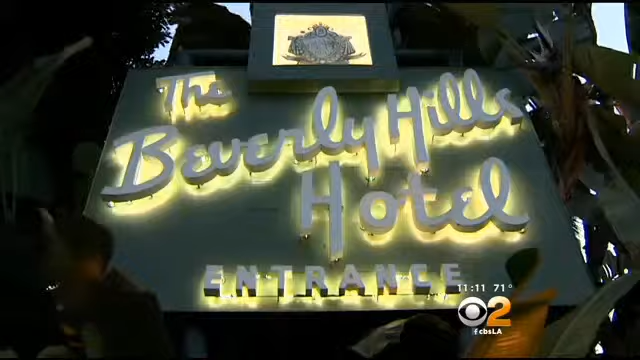 The
Beverly Hills
Hotel
ENTRANCE
11:11 71°
2
f cbsLA